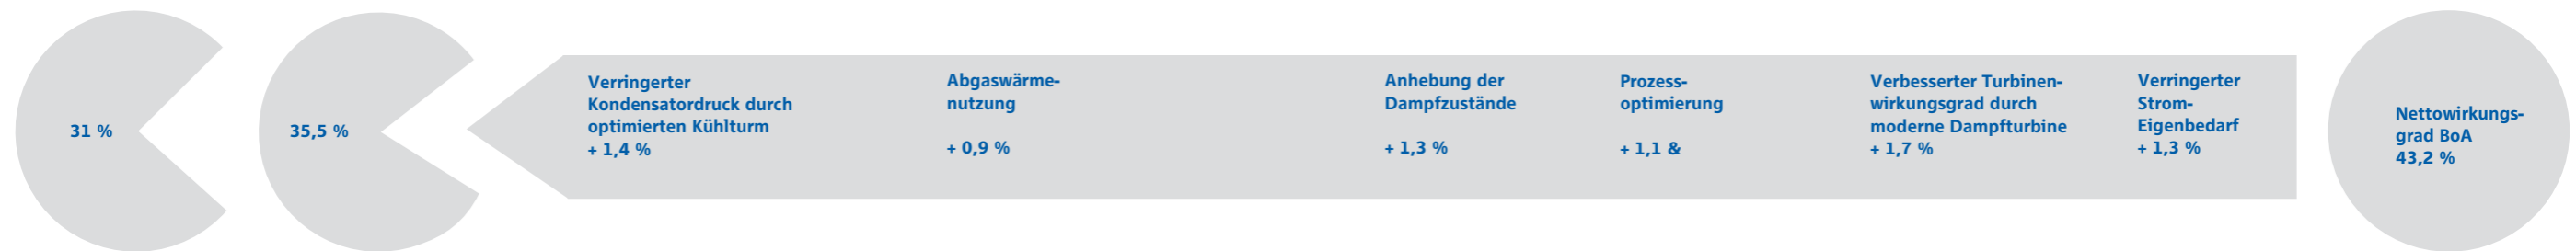 31 %
35,5 %
Verringerter
Kondensatordruck durch
optimierten Kühlturm
+ 1,4 %
Abgaswärme-
nutzung
+ 0,9 %
Anhebung der
Dampfzustände
+ 1,3 %
Prozess-
optimierung
+ 1,1 &
Verbesserter Turbinen-
wirkungsgrad durch
moderne Dampfturbine
+ 1,7 %
Verringerter
Strom-
Eigenbedarf
+ 1,3 %
Nettowirkungs-
grad BoA
43,2 %